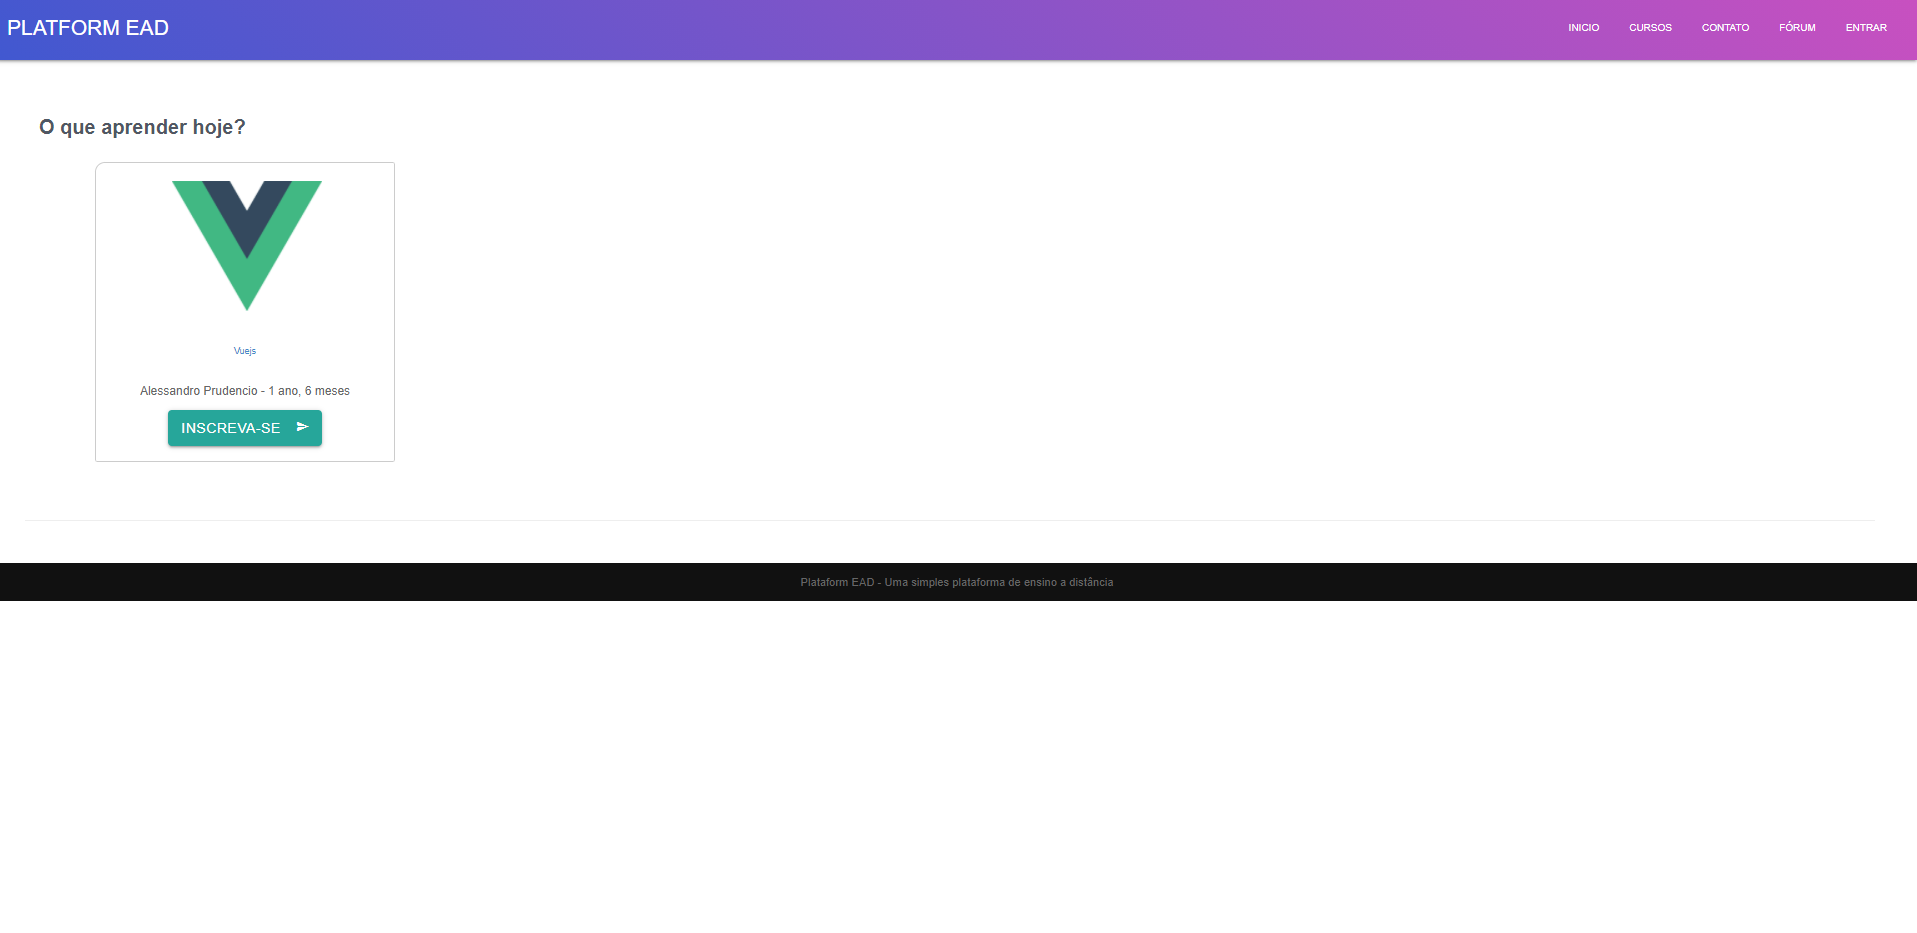 PLATFORM EAD
INICIO CURSOS CONTATO FÓRUM ENTRAR
O que aprender hoje?
Vuejs
Alessandro Prudencio - 1 ano, 6 meses
INSCREVA-SE
Plataform EAD - Uma simples plataforma de ensino a distância